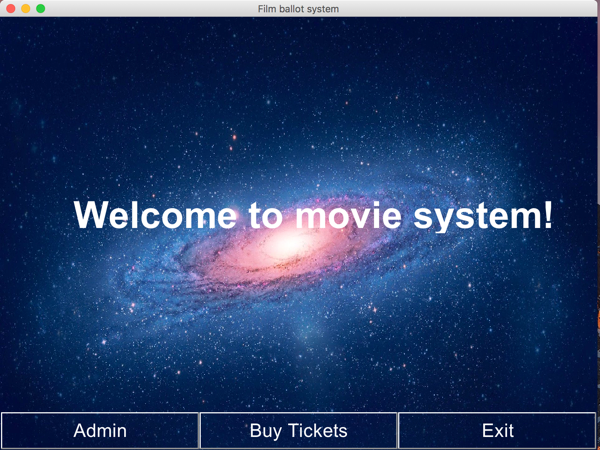 Film ballot system
Welcome to movie system!
Admin
Buy Tickets
Exit